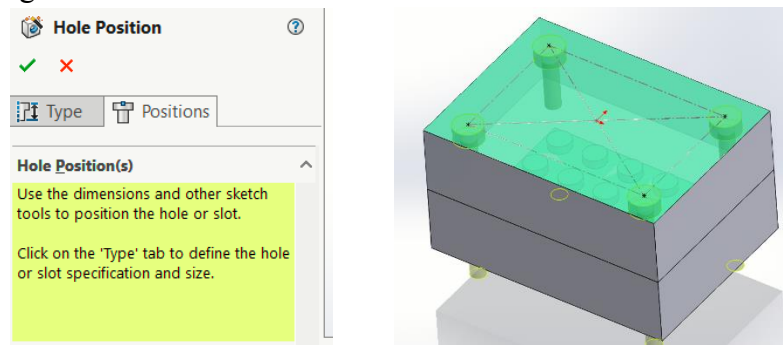 Hole Position
Type
Positions
Hole Position(s)
Use the dimensions and other sketch
tools to position the hole or slot.
Click on the 'Type' tab to define the hole
or slot specification and size.